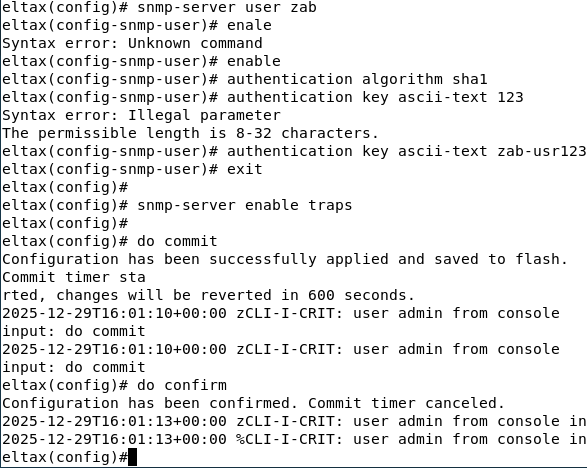 eltax(config)# snmp-server user zab
eltax(config-snmp-user)# enale
Syntax error: Unknown command
eltax(config-snmp-user)# enable
eltax(config-snmp-user)# authentication algorithm sha1
eltax(config-snmp-user)# authentication key ascii-text 123
Syntax error: Illegal parameter
The permissible length is 8-32 characters.
eltax(config-snmp-user)# authentication key ascii-text zab-usr123
eltax(config-snmp-user)# exit
eltax(config)#
eltax(config)# snmp-server enable traps
eltax(config)#
eltax(config)# do commit
Configuration has been successfully applied and saved to flash.
Commit timer sta
rted, changes will be reverted in 600 seconds.
2025-12-29T16:01:10+00:00 zCLI-I-CRIT: user admin from console
input: do commit
2025-12-29T16:01:10+00:00 zCLI-I-CRIT: user admin from console
input: do commit
eltax(config)# do confirm
Configuration has been confirmed. Commit timer canceled.
2025-12-29T16:01:13+00:00 zCLI-I-CRIT: user admin from console in
2025-12-29T16:01:13+00:00 %CLI-I-CRIT: user admin from console in
eltax(config)#